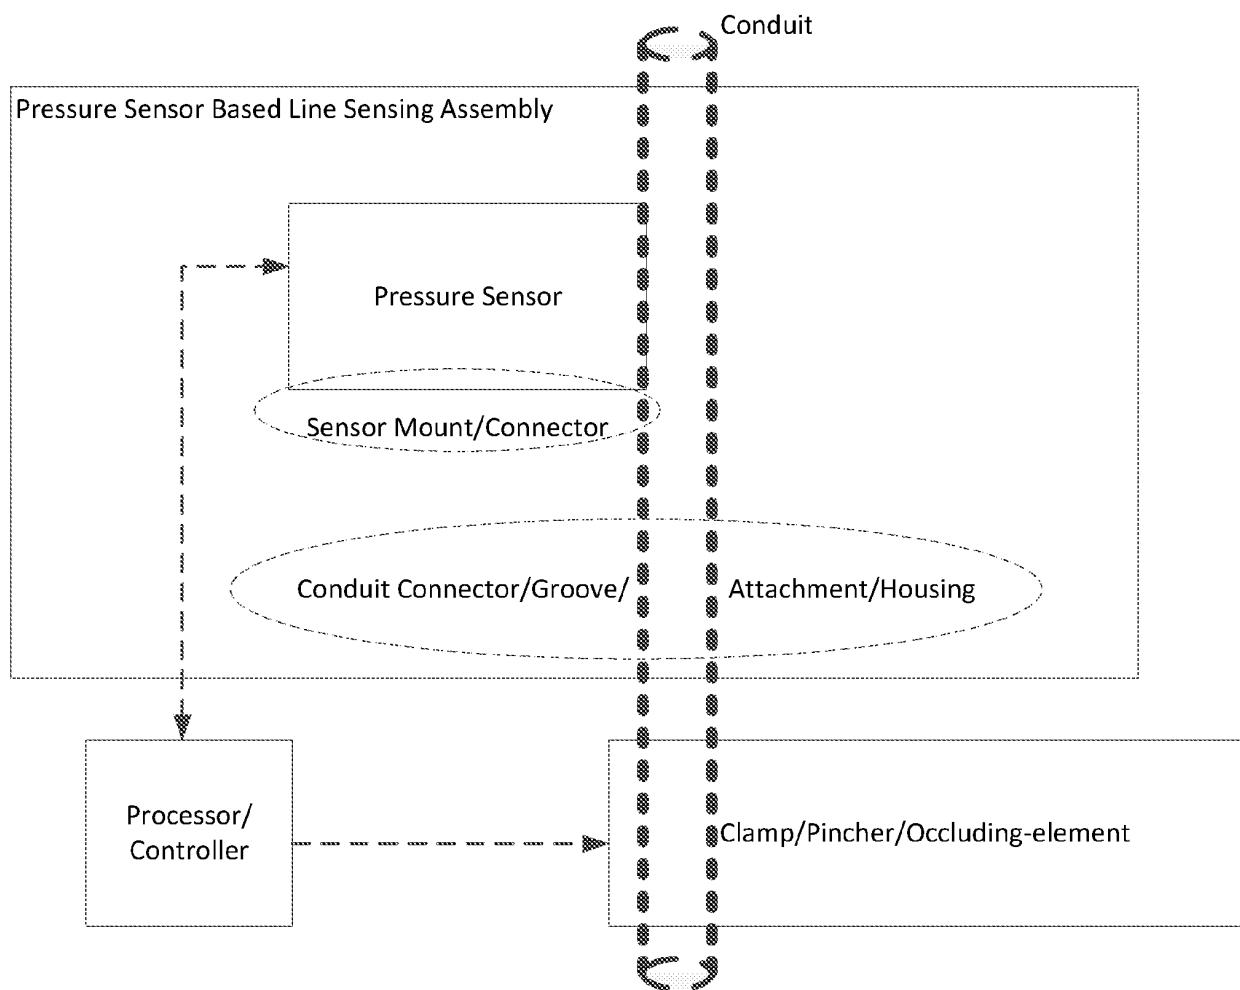 Conduit
Pressure Sensor Based Line Sensing Assembly
Pressure Sensor
Sensor Mount/Connector
Conduit Connector/Groove/ Attachment/Housing
Processor/
Controller
Clamp/Pincher/Occluding-element